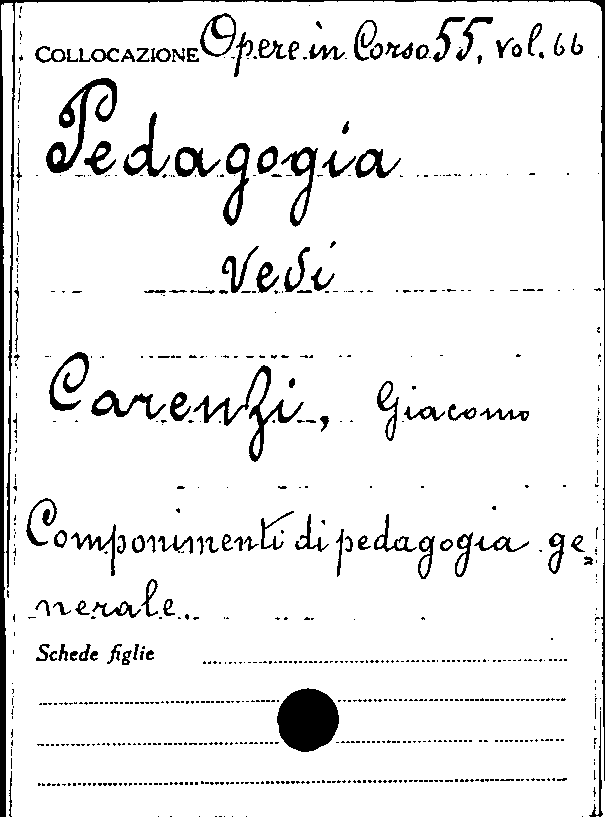 COLLOCAZIONE Opere in Corso 55, vol. 66
Pedagogia
vedi
Carenzi, Giacomo
Componimenti di pedagogia ge„
nerale.
Schede figlie